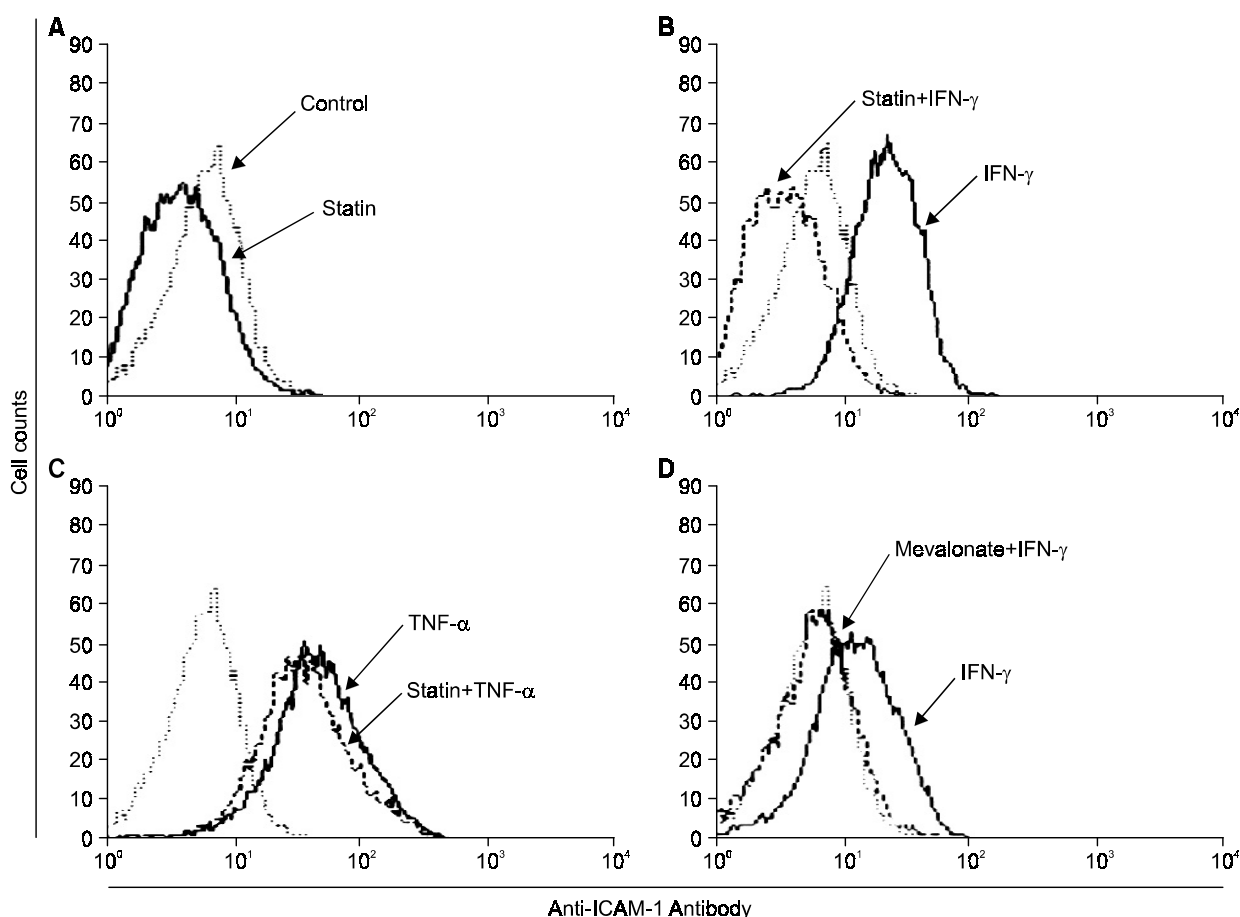 A
90
80
70
60
50
40
30
20
10
0
Control
Statin
10⁰ 10¹ 10² 10³ 10⁴
B
90
80
70
60
50
40
30
20
10
0
Statin+IFN-γ
IFN-γ
10⁰ 10¹ 10² 10³ 10⁴
Cell counts
C
90
80
70
60
50
40
30
20
10
0
TNF-α
Statin+TNF-α
10⁰ 10¹ 10² 10³ 10⁴
D
90
80
70
60
50
40
30
20
10
0
Mevalonate+IFN-γ
IFN-γ
10⁰ 10¹ 10² 10³ 10⁴
Anti-ICAM-1 Antibody